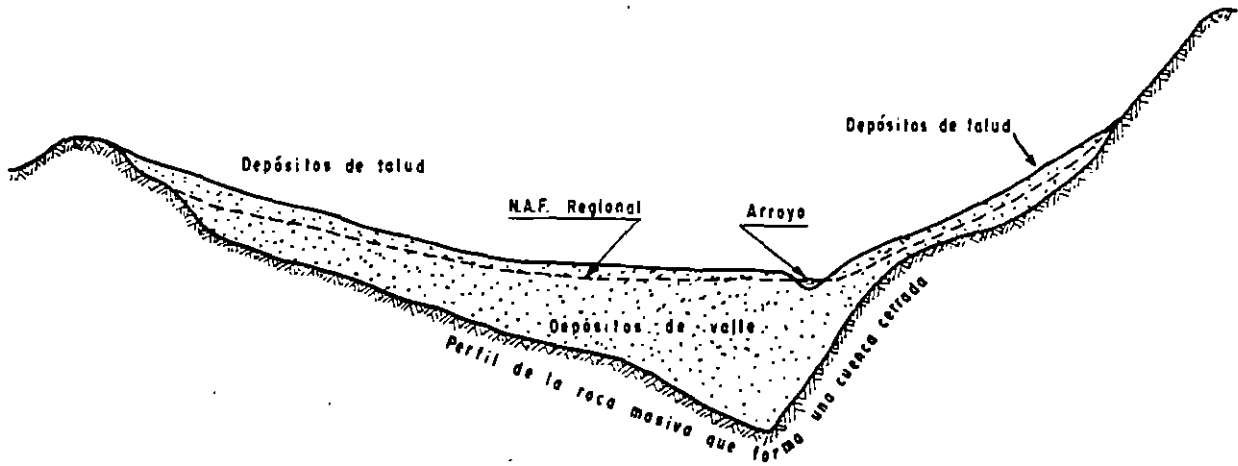 Depósitos de talud
Depósitos de talud
N.A.F. Regional
Arroyo
Depósitos de valle
Perfil de la roca masiva que forma una cuenca cerrada